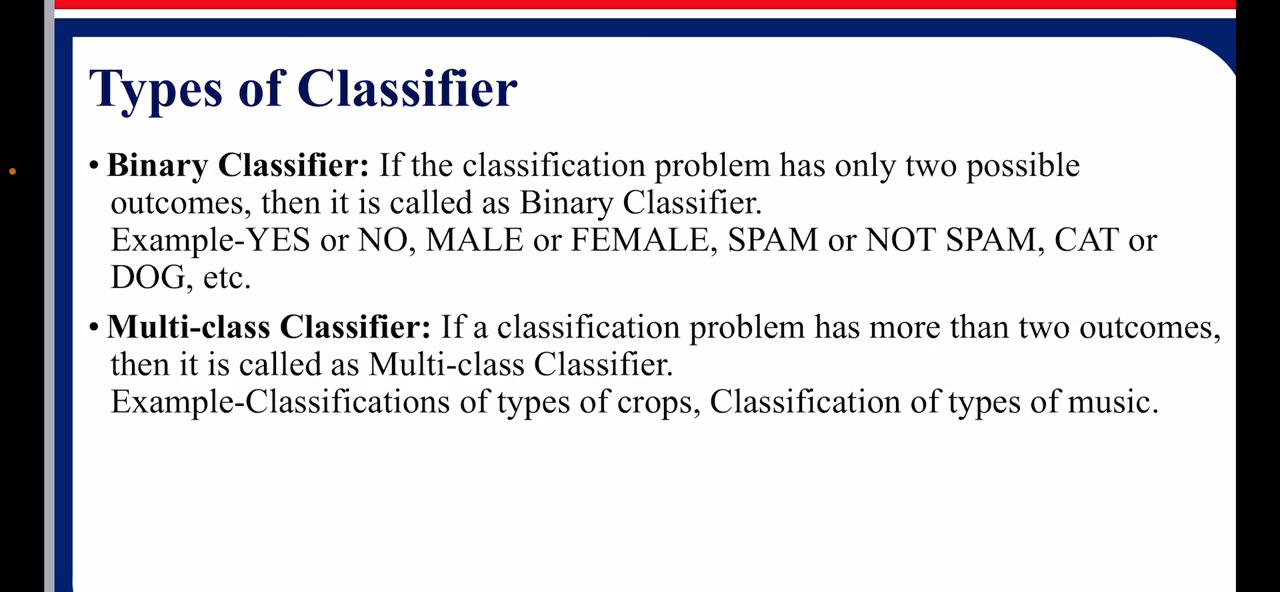 Types of Classifier
• Binary Classifier: If the classification problem has only two possible
outcomes, then it is called as Binary Classifier.
Example-YES or NO, MALE or FEMALE, SPAM or NOT SPAM, CAT or
DOG, etc.
• Multi-class Classifier: If a classification problem has more than two outcomes,
then it is called as Multi-class Classifier.
Example-Classifications of types of crops, Classification of types of music.